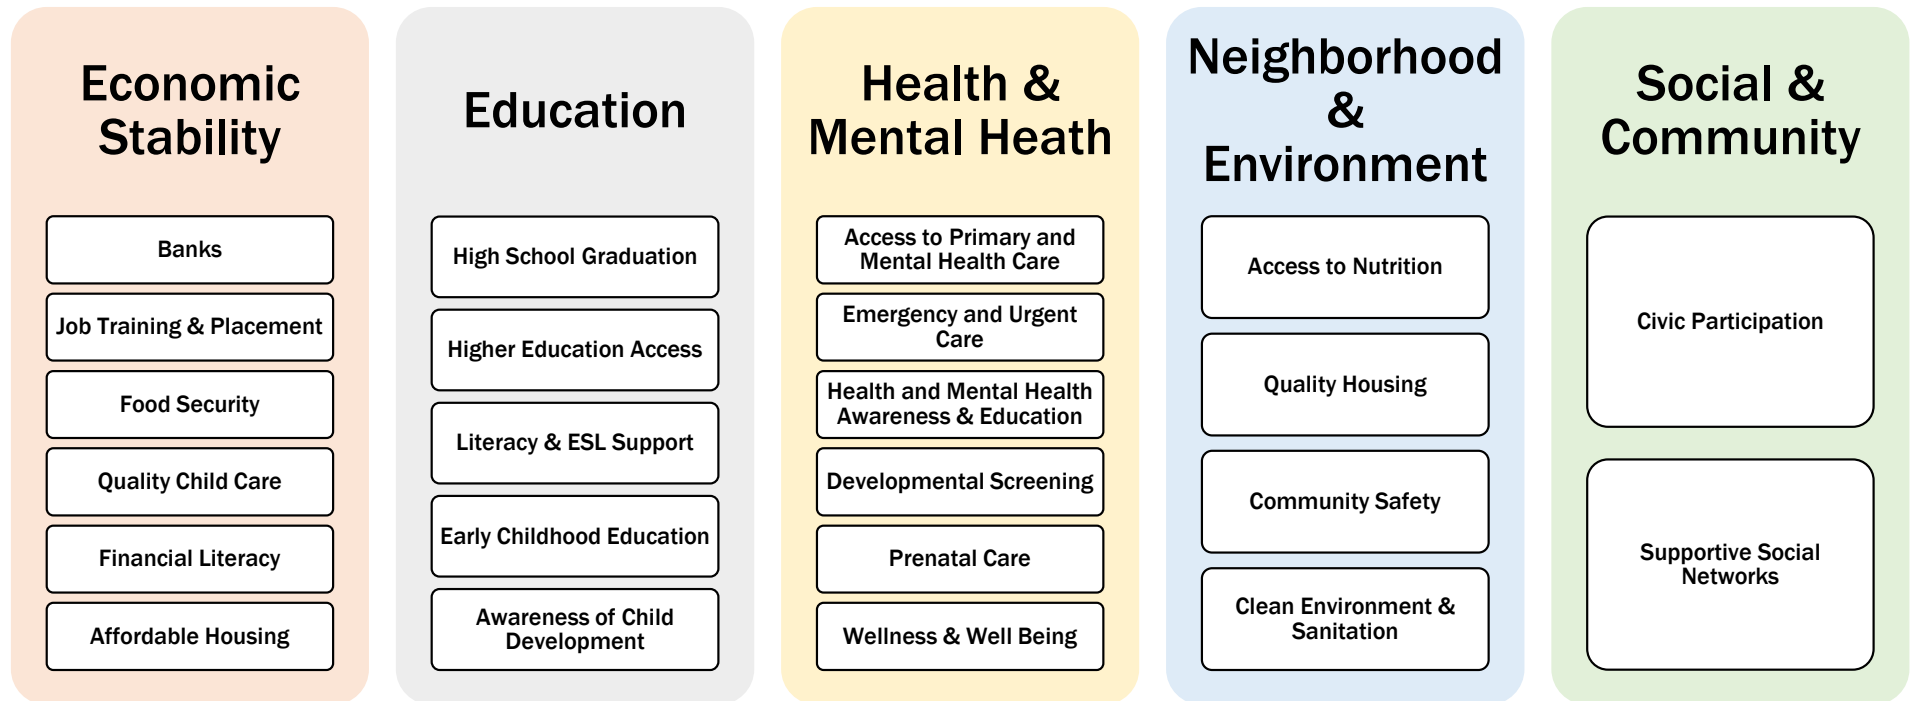 Economic
Stability
Banks
Job Training & Placement
Food Security
Quality Child Care
Financial Literacy
Affordable Housing
Education
High School Graduation
Higher Education Access
Literacy & ESL Support
Early Childhood Education
Awareness of Child
Development
Health &
Mental Heath
Access to Primary and
Mental Health Care
Emergency and Urgent
Care
Health and Mental Health
Awareness & Education
Developmental Screening
Prenatal Care
Wellness & Well Being
Neighborhood
&
Environment
Access to Nutrition
Quality Housing
Community Safety
Clean Environment &
Sanitation
Social &
Community
Civic Participation
Supportive Social
Networks